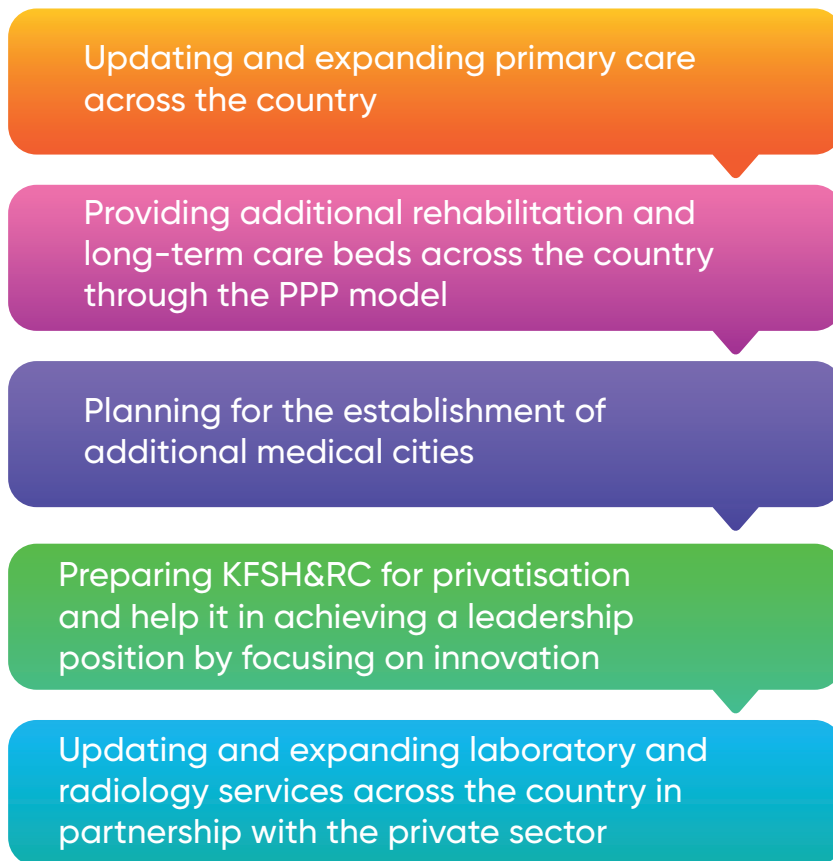 Updating and expanding primary care
across the country
Providing additional rehabilitation and
long-term care beds across the country
through the PPP model
Planning for the establishment of
additional medical cities
Preparing KFSH&RC for privatisation
and help it in achieving a leadership
position by focusing on innovation
Updating and expanding laboratory and
radiology services across the country in
partnership with the private sector